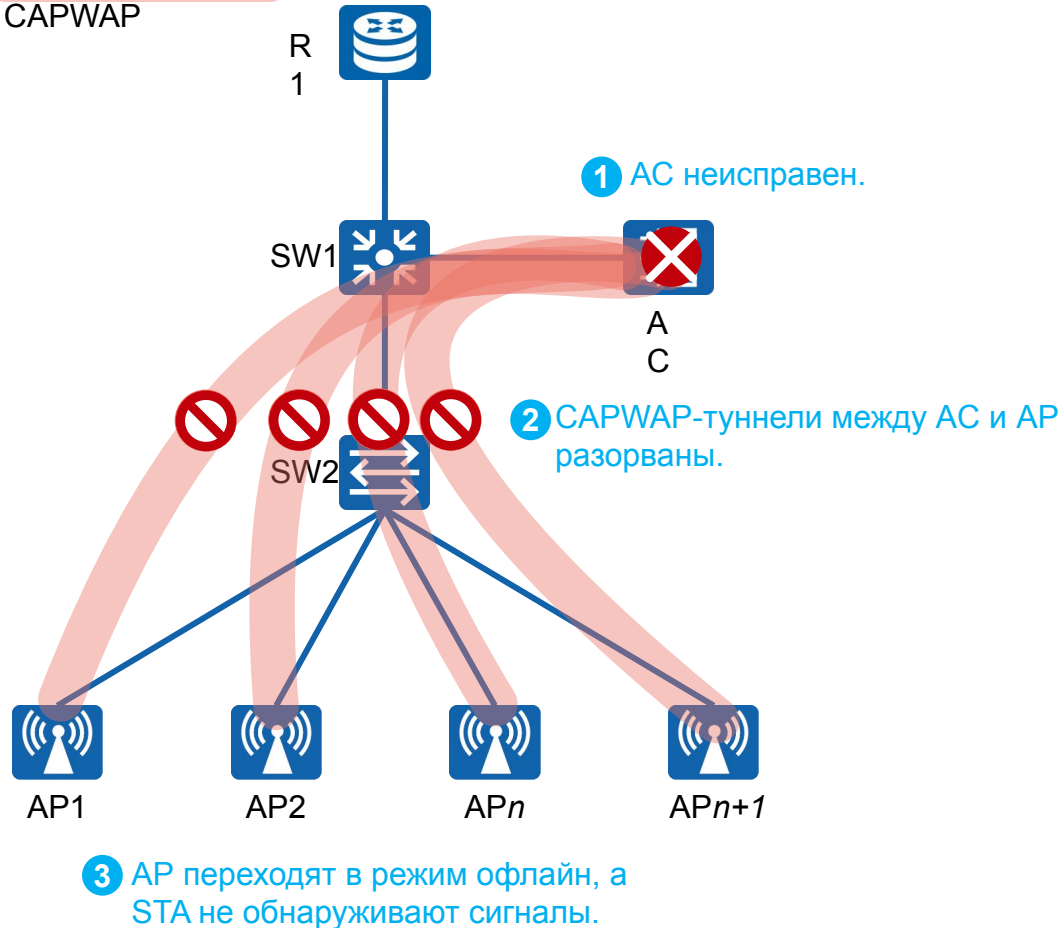 CAPWAP
R
1
1 AC неисправен.
SW1
A
C
2 CAPWAP-туннели между AC и AP
разорваны.
SW2
AP1 AP2 APn APn+1
3 AP переходят в режим офлайн, а
STA не обнаруживают сигналы.